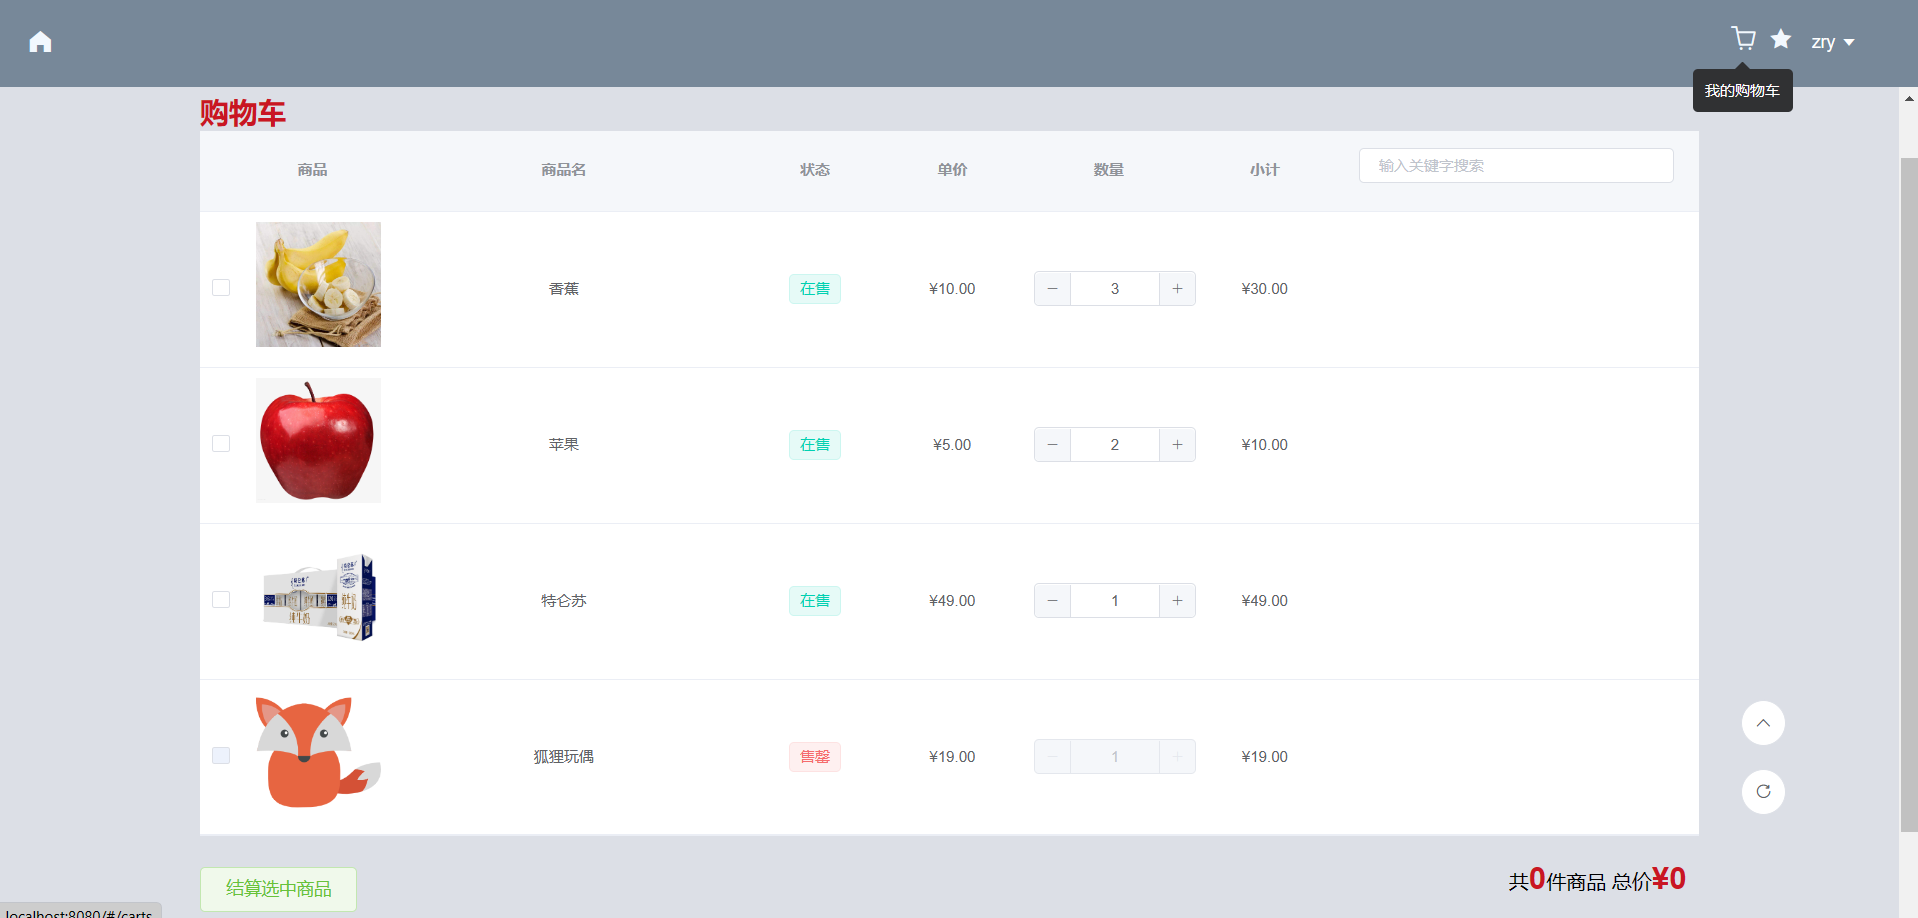 zry
我的购物车
购物车
商品 商品名 状态 单价 数量 小计 输入关键字搜索
香蕉 在售 ¥10.00 − 3 + ¥30.00
苹果 在售 ¥5.00 − 2 + ¥10.00
特仑苏 在售 ¥49.00 − 1 + ¥49.00
纯牛奶
狐狸玩偶 售罄 ¥19.00 − 1 + ¥19.00
结算选中商品 共0件商品 总价¥0
localhost:8080/#/carts